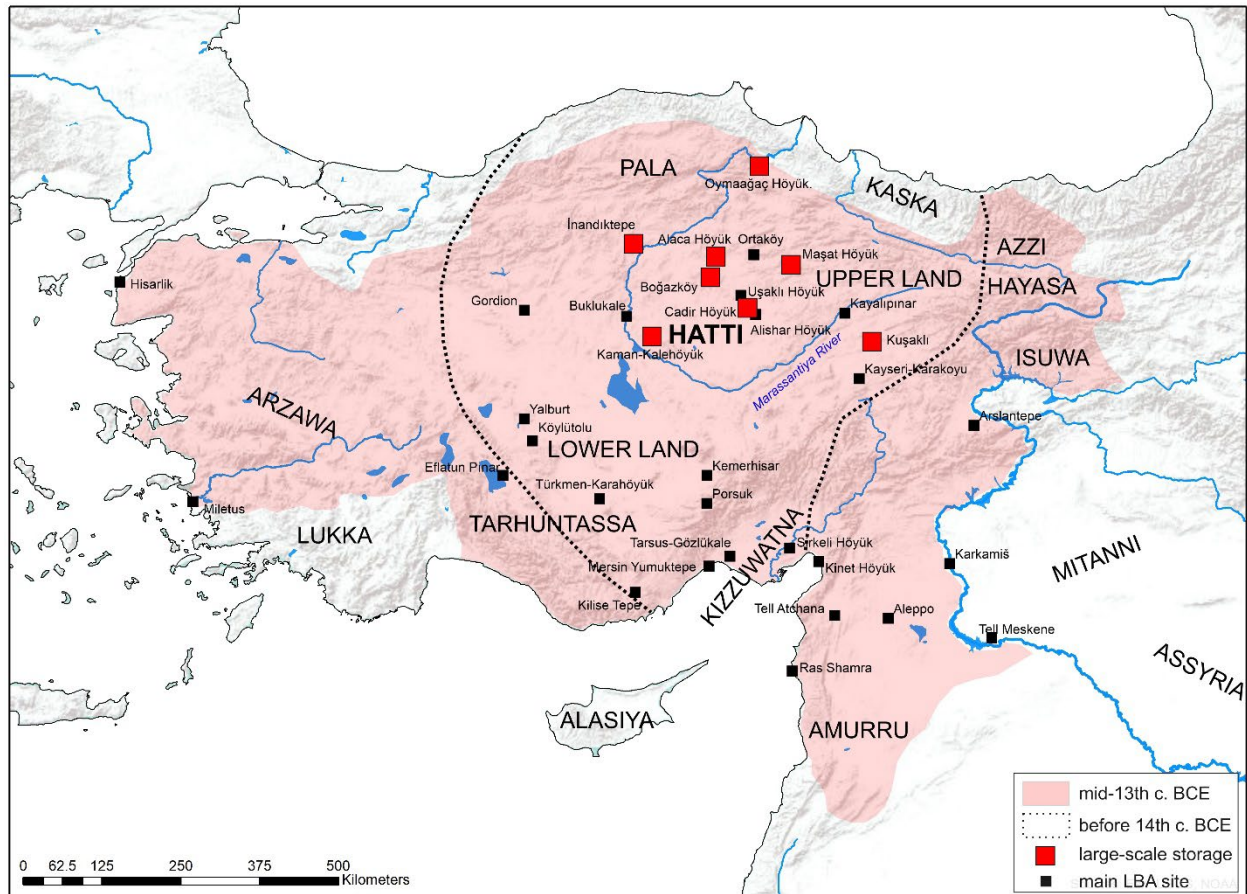 PALA
KASKA
Oymaağaç Höyük.
İnandıktepe
Alaca Höyük
Ortaköy
Maşat Höyük
AZZI
UPPER LAND
HAYASA
Hisarlik
Boğazköy
Uşaklı Höyük
Gordion
Buklukale
Cadir Höyük
Kayalıpınar
Alishar Höyük
HATTI
Kuşaklı
ISUWA
Kaman-Kalehöyük
Marassantiya River
Kayseri-Karakoyu
ARZAWA
Yalburt
Köylütolu
Arslantepe
LOWER LAND
Eflatun Pınar
Kemerhisar
Türkmen-Karahöyük
Miletus
Porsuk
TARHUNTASSA
LUKKA
KIZZUWATNA
MITANNI
Tarsus-Gözlükale
Sirkeli Höyük
Mersin Yumuktepe
Kinet Höyük
Karkamiš
Kilise Tepe
Tell Atchana
Aleppo
Tell Meskene
ASSYRIA
Ras Shamra
ALASIYA
AMURRU
mid-13th c. BCE
before 14th c. BCE
large-scale storage
main LBA site
0 62.5 125 250 375 500
Kilometers